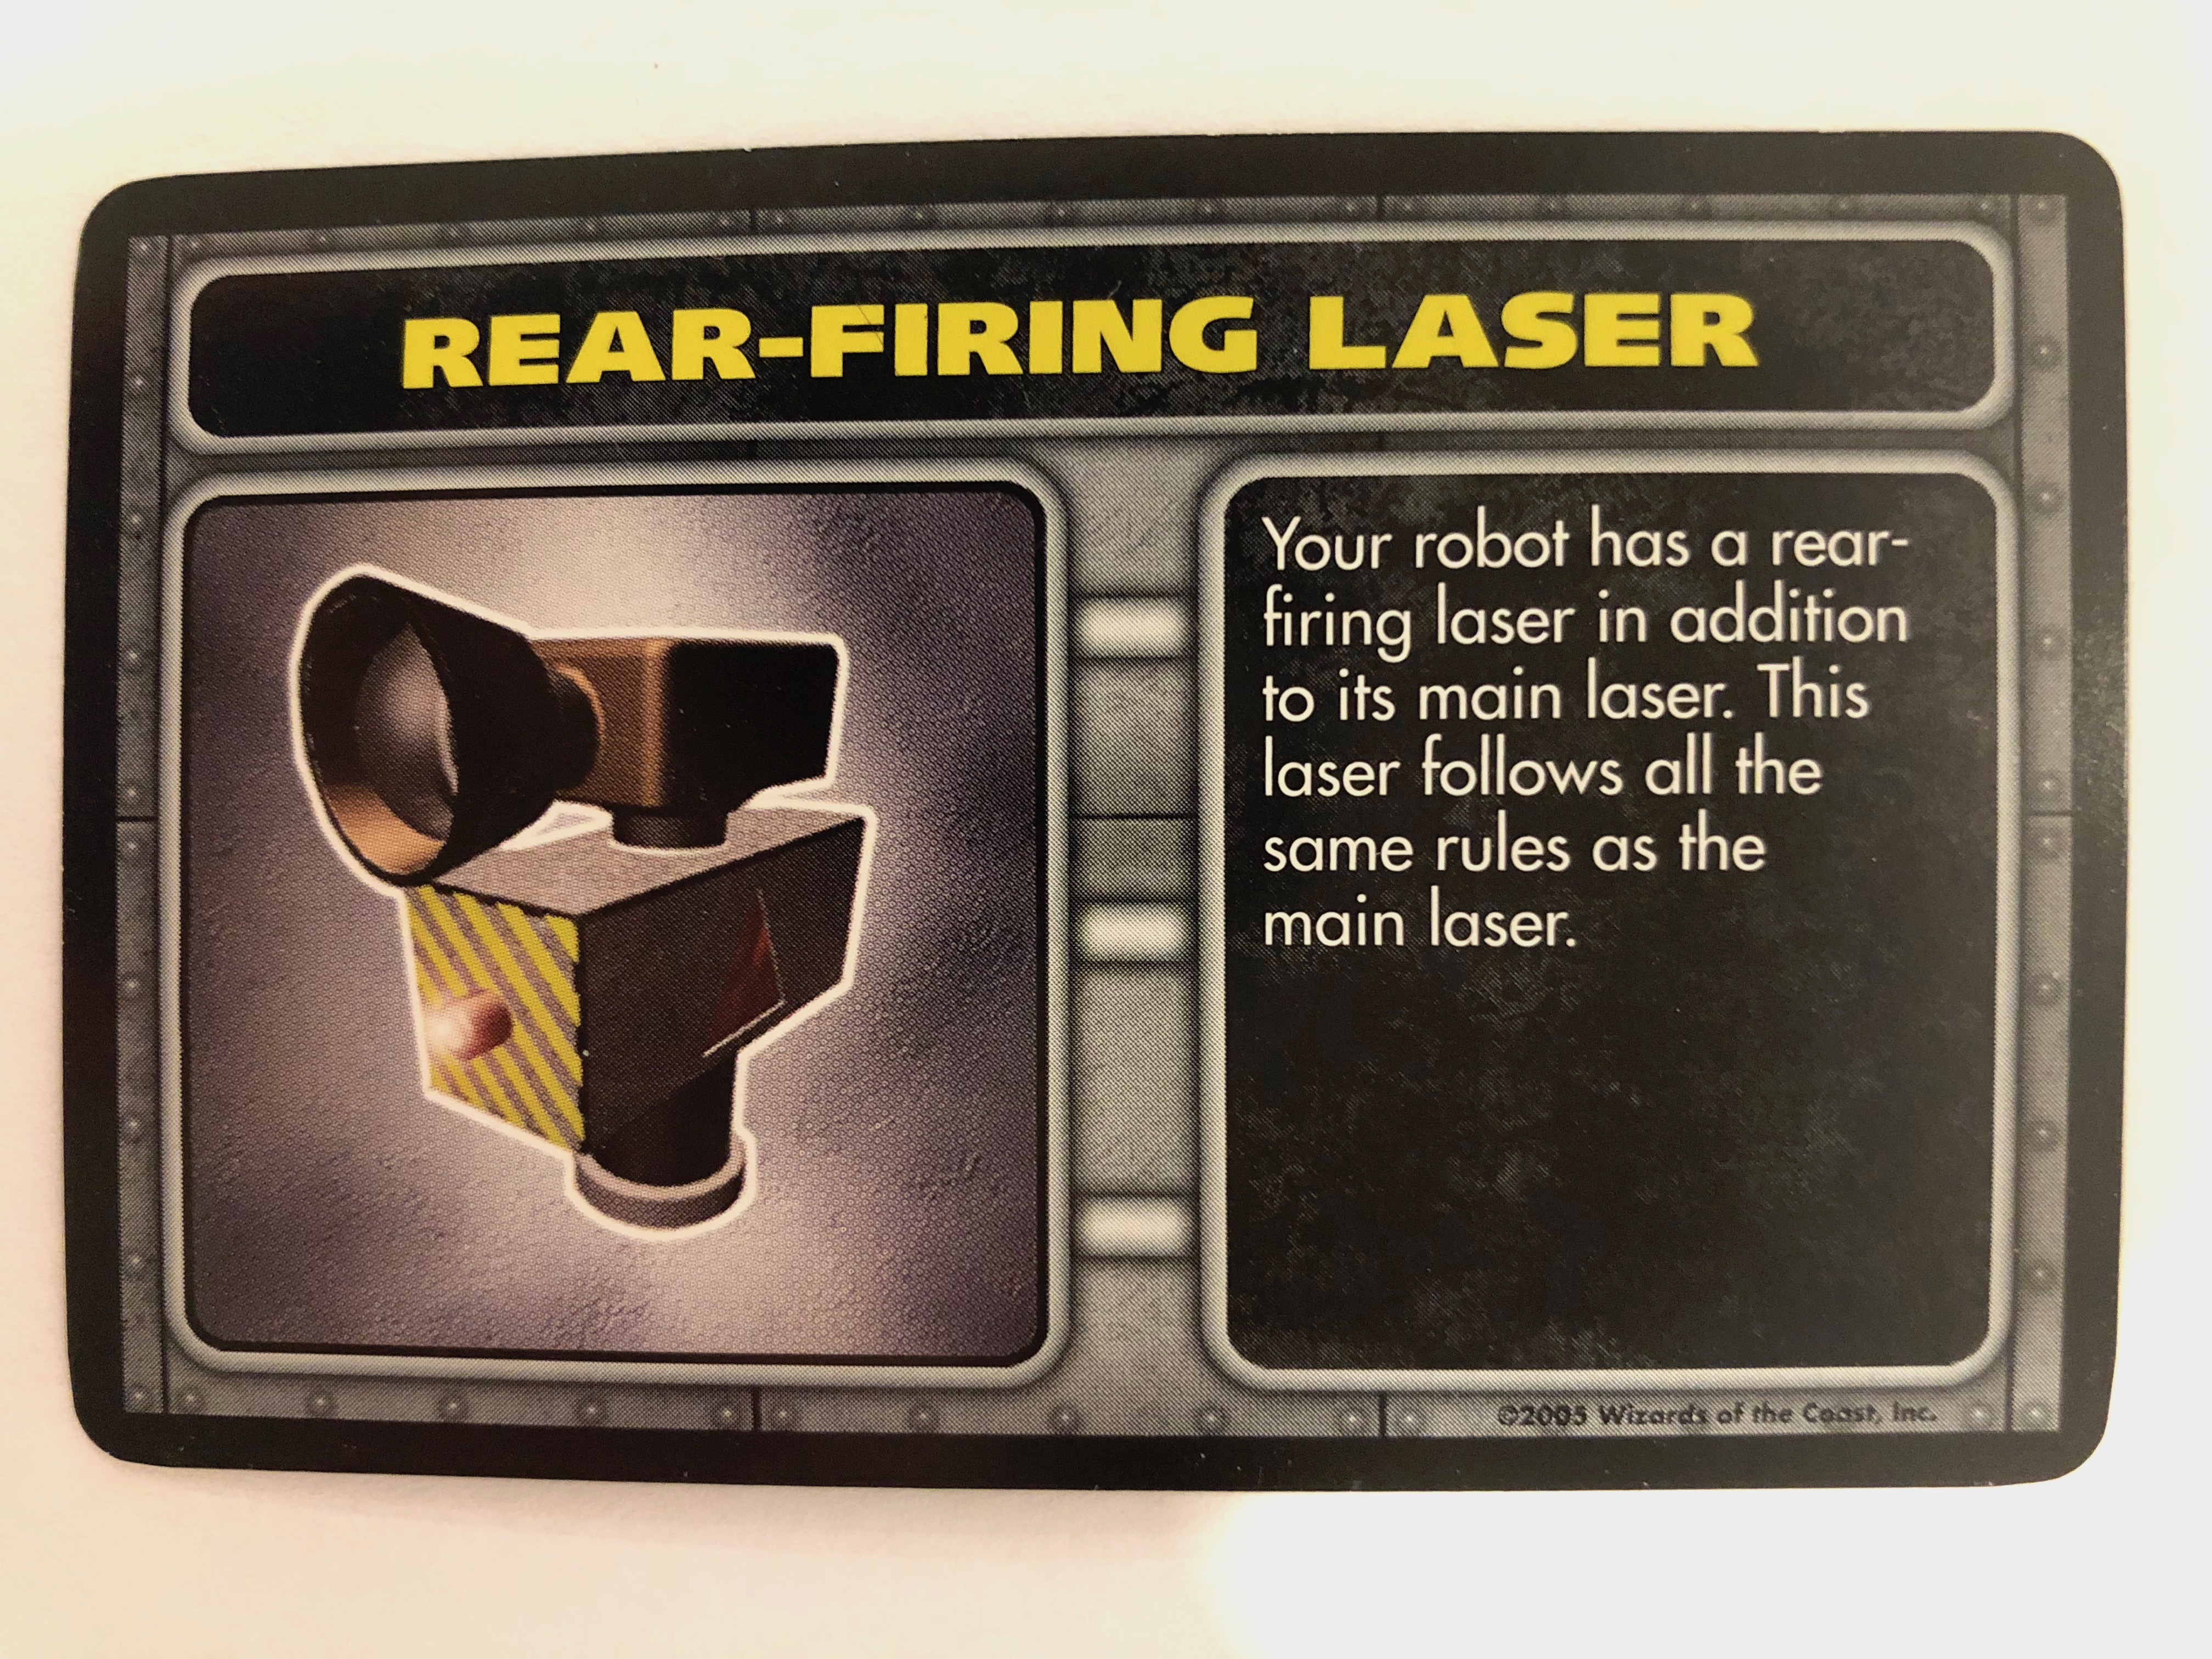 REAR-FIRING LASER
Your robot has a rear-
firing laser in addition
to its main laser. This
laser follows all the
same rules as the
main laser.
©2005 Wizards of the Coast, Inc.